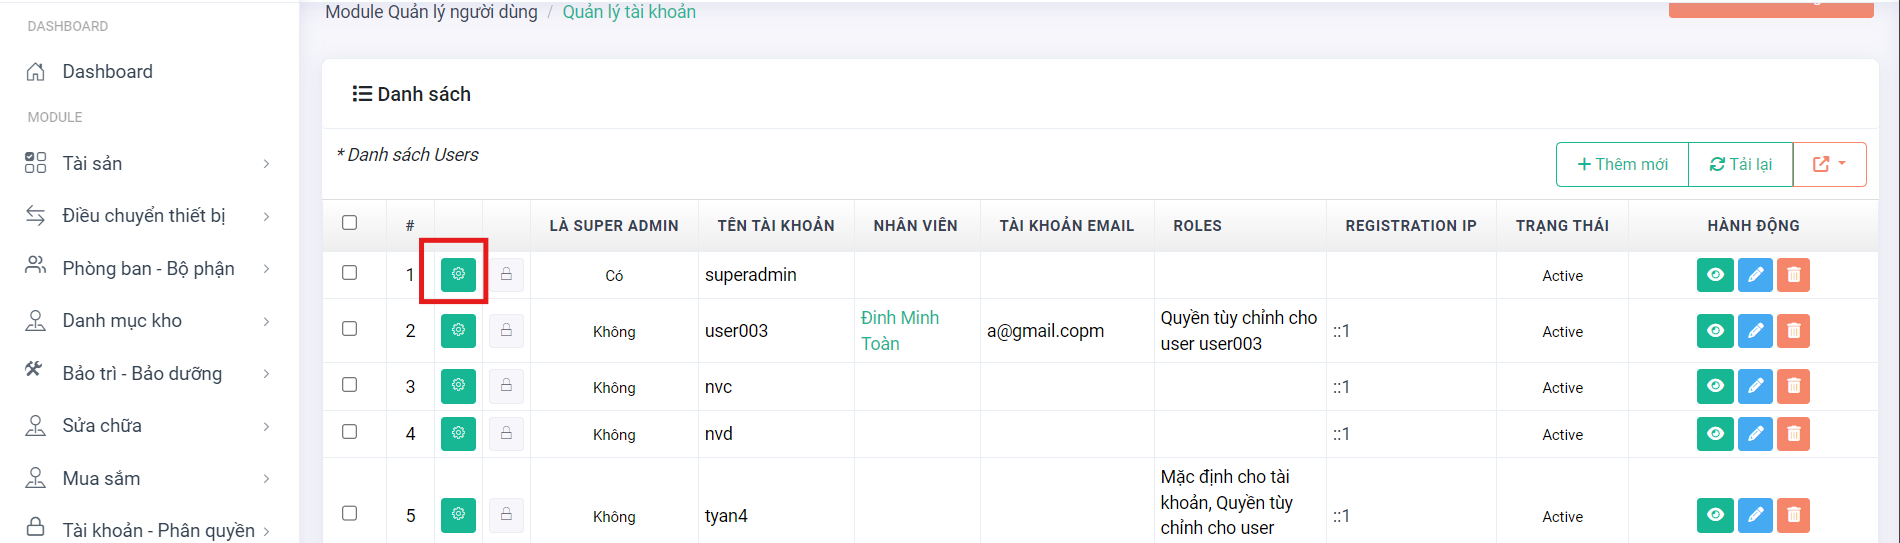 DASHBOARD
Dashboard
MODULE
Tài sản
Điều chuyển thiết bị
Phòng ban - Bộ phận
Danh mục kho
Bảo trì - Bảo dưỡng
Sửa chữa
Mua sắm
Tài khoản - Phân quyền
Module Quản lý người dùng / Quản lý tài khoản
Danh sách
* Danh sách Users
Thêm mới Tải lại
# LÀ SUPER ADMIN TÊN TÀI KHOẢN NHÂN VIÊN TÀI KHOẢN EMAIL ROLES REGISTRATION IP TRẠNG THÁI HÀNH ĐỘNG
1 Có superadmin Active
2 Không user003 Đinh Minh Toàn a@gmail.copm Quyền tùy chỉnh cho user user003 ::1 Active
3 Không nvc ::1 Active
4 Không nvd ::1 Active
5 Không tyan4 Mặc định cho tài khoản, Quyền tùy chỉnh cho user ::1 Active